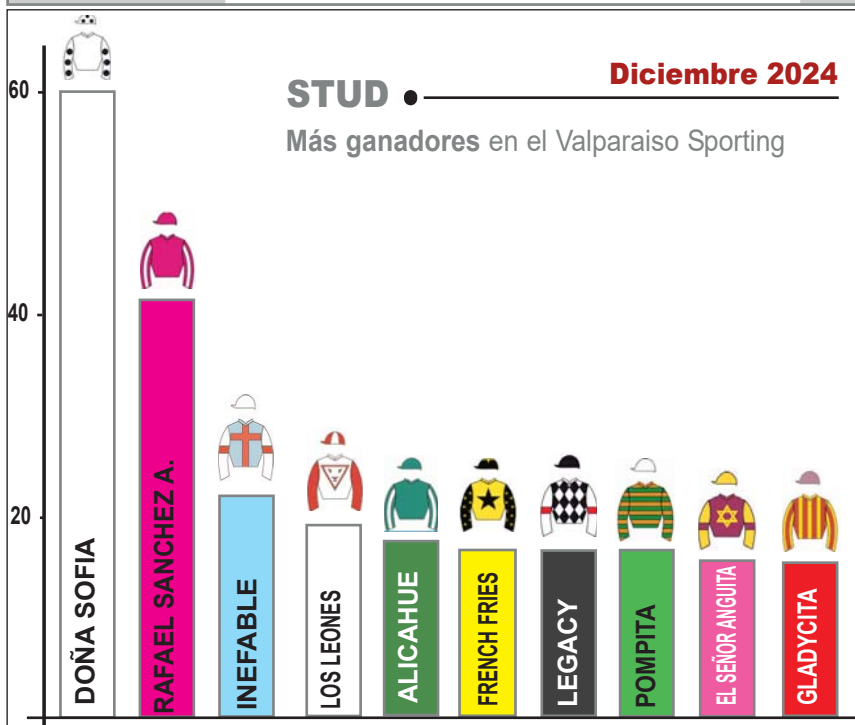 Diciembre 2024
STUD
Más ganadores en el Valparaiso Sporting
60
40
20
DOÑA SOFIA
RAFAEL SANCHEZ A.
INEFABLE
LOS LEONES
ALICAHUE
FRENCH FRIES
LEGACY
POMPITA
EL SEÑOR ANGUITA
GLADYCITA